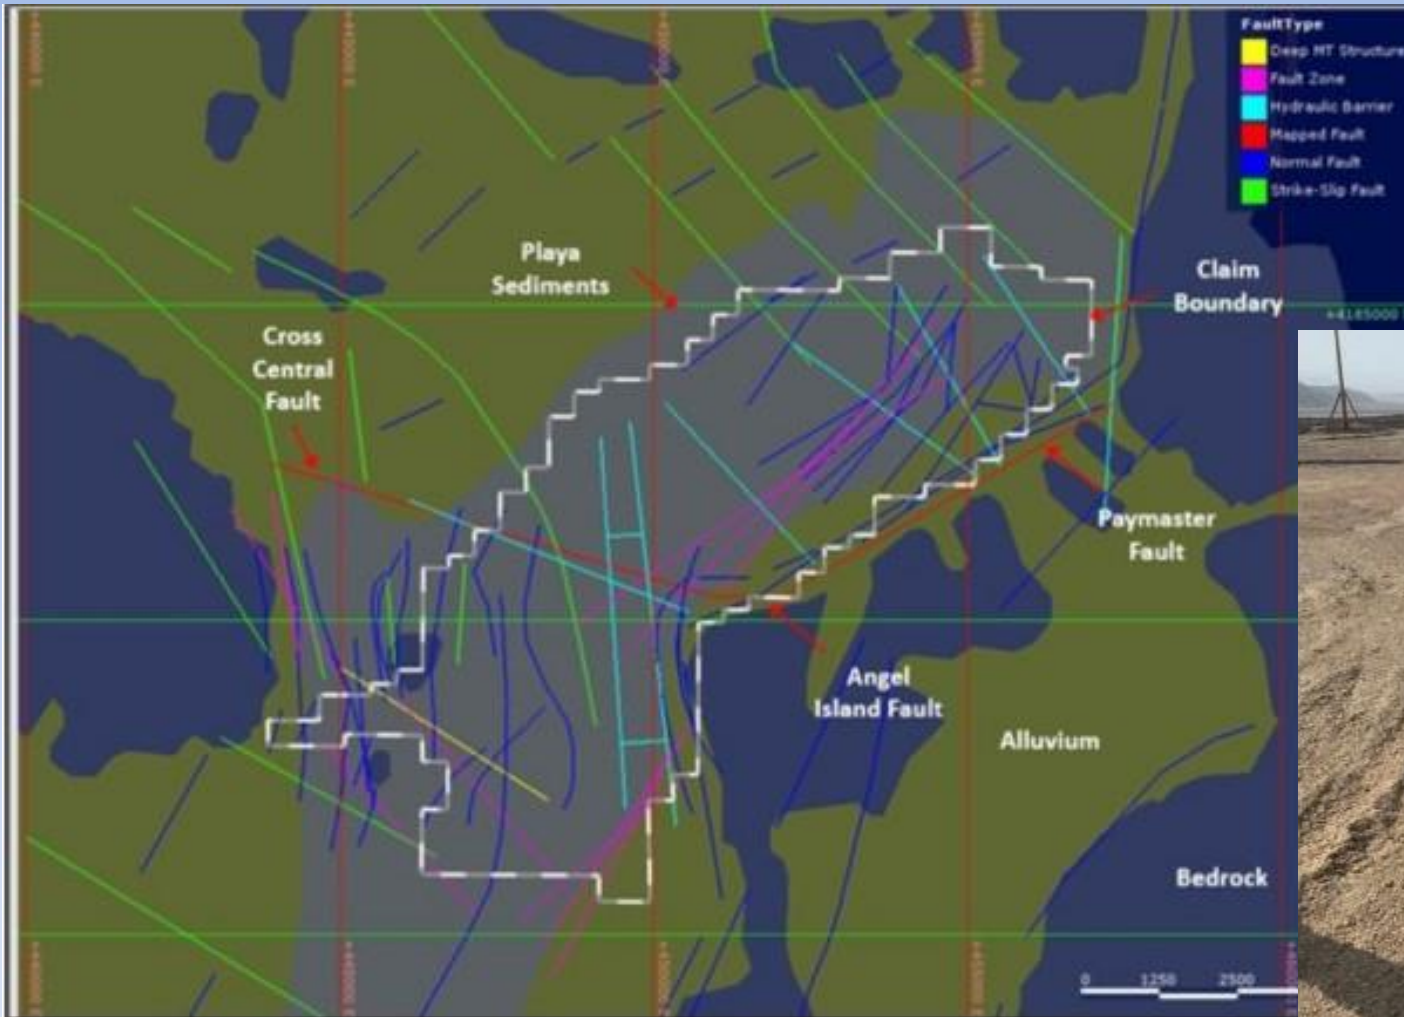 FaultType
Deep MT Structure
Fault Zone
Hydraulic Barrier
Mapped Fault
Normal Fault
Strike-Slip Fault
Playa
Sediments
Claim
Boundary
Cross
Central
Fault
Paymaster
Fault
Angel
Island Fault
Alluvium
Bedrock
0 1250 2500